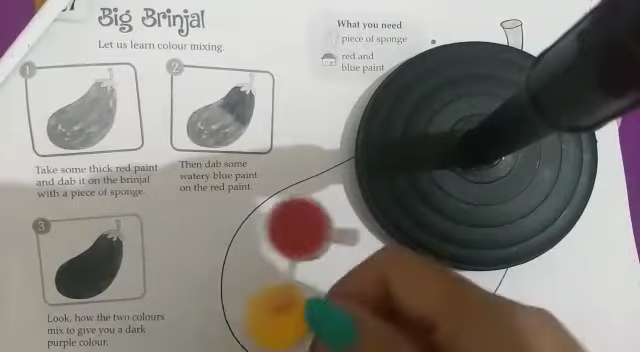 Big Brinjal
Let us learn colour mixing.
What you need
piece of sponge
red and
blue paint
1
2
Take some thick red paint
and dab it on the brinjal
with a piece of sponge.
Then dab some
watery blue paint
on the red paint.
3
Look, how the two colours
mix to give you a dark
purple colour.